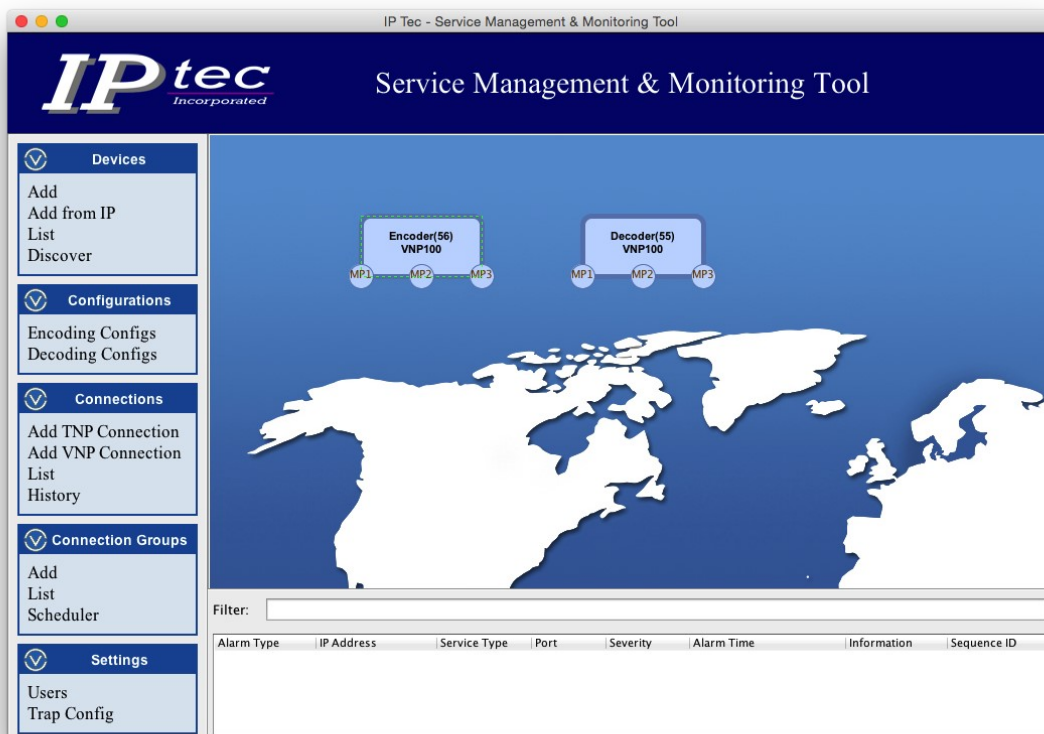 IP Tec - Service Management & Monitoring Tool
IPtec
Incorporated
Service Management & Monitoring Tool
Devices
Add
Add from IP
List
Discover
Configurations
Encoding Configs
Decoding Configs
Connections
Add TNP Connection
Add VNP Connection
List
History
Connection Groups
Add
List
Scheduler
Settings
Users
Trap Config
Encoder(56)
VNP100
MP1 MP2 MP3
Decoder(55)
VNP100
MP1 MP2 MP3
Filter:
Alarm Type IP Address Service Type Port Severity Alarm Time Information Sequence ID